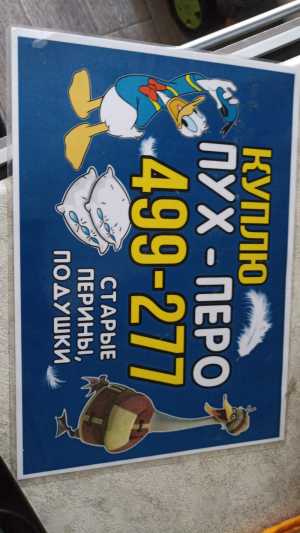 КУПЛЮ
ПУХ - ПЕРО
499-277
СТАРЫЕ
ПЕРИНЫ,
ПОДУШКИ